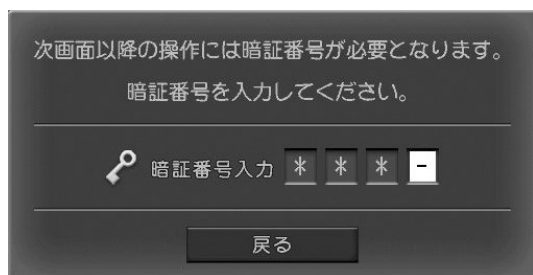 次画面以降の操作には暗証番号が必要となります。
暗証番号を入力してください。
暗証番号入力 * * * -
戻る